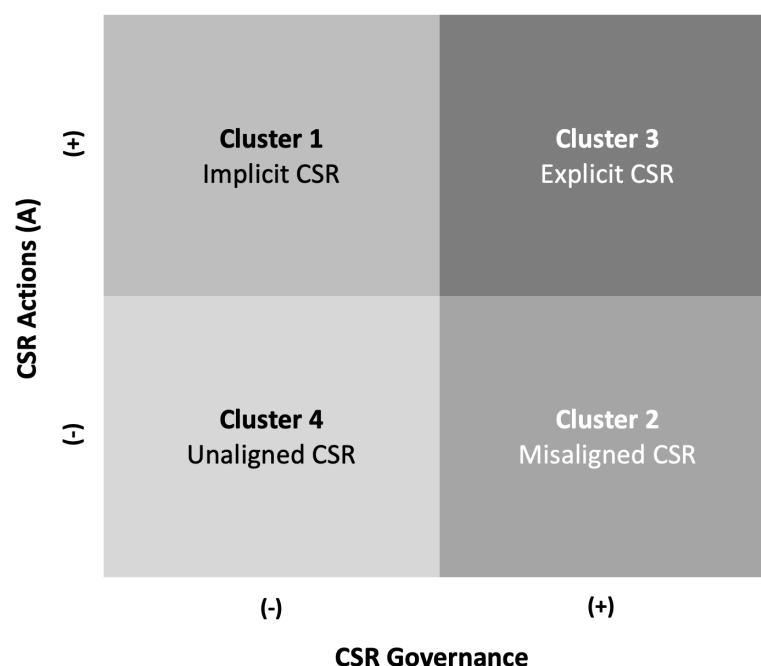 CSR Actions (A)
(+)
(-)
Cluster 1
Implicit CSR
Cluster 3
Explicit CSR
Cluster 4
Unaligned CSR
Cluster 2
Misaligned CSR
(-)
(+)
CSR Governance